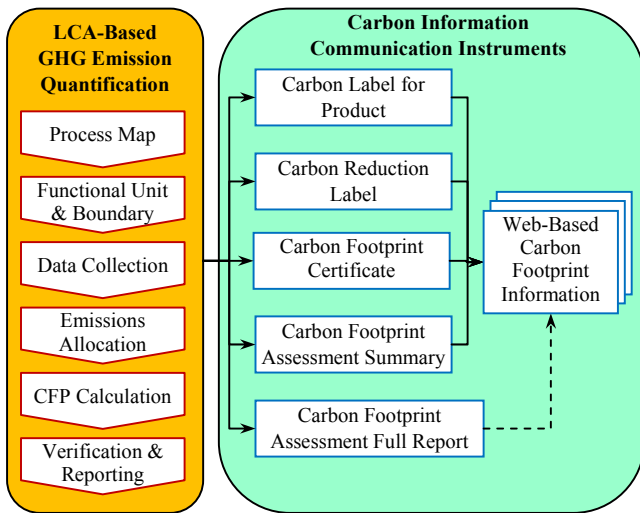 LCA-Based
GHG Emission
Quantification
Process Map
Functional Unit
& Boundary
Data Collection
Emissions
Allocation
CFP Calculation
Verification &
Reporting
Carbon Information
Communication Instruments
Carbon Label for
Product
Carbon Reduction
Label
Carbon Footprint
Certificate
Carbon Footprint
Assessment Summary
Carbon Footprint
Assessment Full Report
Web-Based
Carbon
Footprint
Information